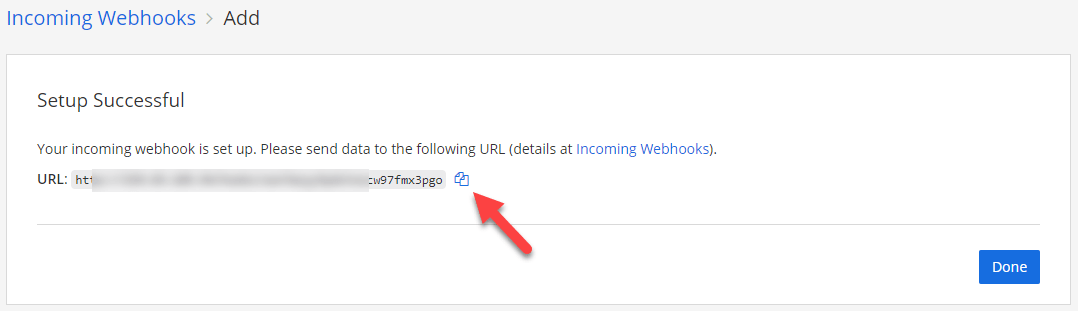 Incoming Webhooks > Add
Setup Successful
Your incoming webhook is set up. Please send data to the following URL (details at Incoming Webhooks).
URL: htt cw97fmx3pgo
Done